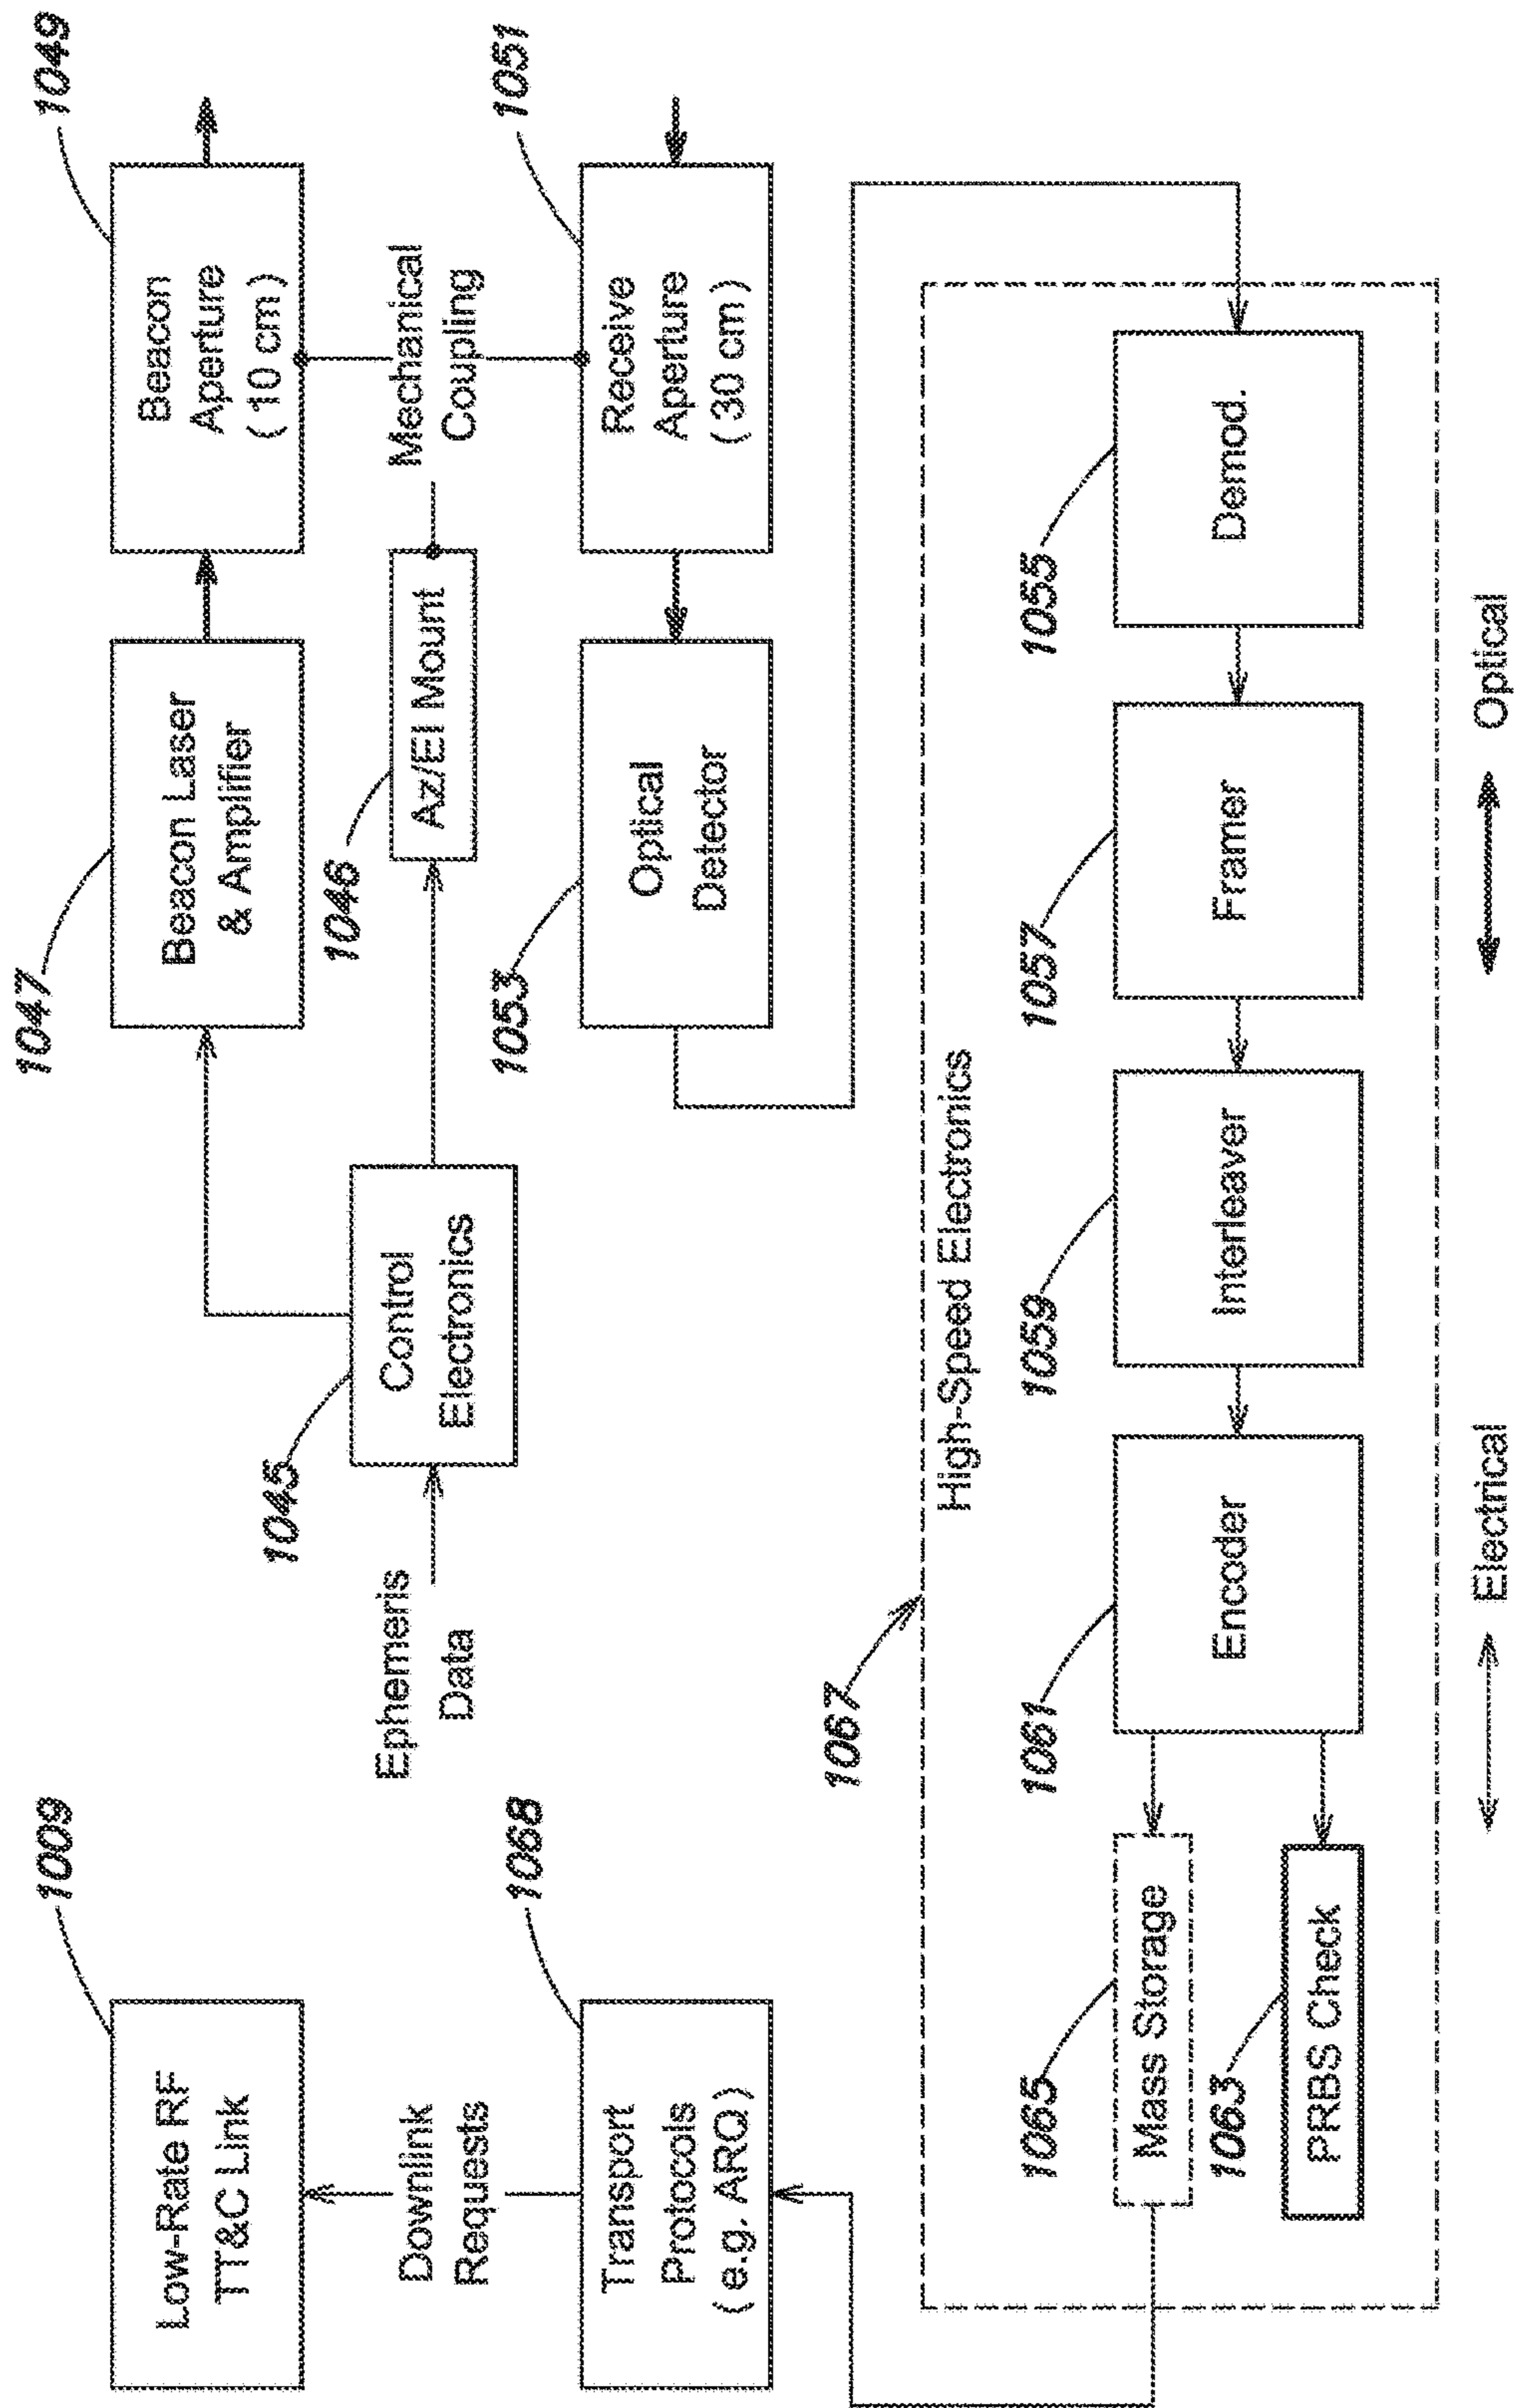 1009
Low-Rate RF
TT&C Link
Downlink
Requests
1068
Transport
Protocols
( e.g. ARQ )
Ephemeris
Data
1045
Control
Electronics
1047
Beacon Laser
& Amplifier
1049
Beacon
Aperture
( 10 cm )
1046
Az/El Mount
Mechanical
Coupling
1053
Optical
Detector
1051
Receive
Aperture
( 30 cm )
1067
High-Speed Electronics
1065
Mass Storage
1063
PRBS Check
1061
Encoder
1059
Interleaver
1057
Framer
1055
Demod.
Electrical
Optical